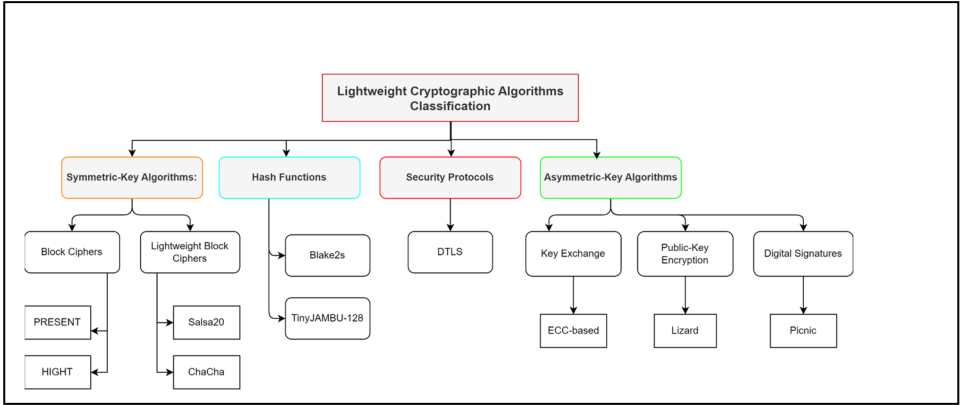 Lightweight Cryptographic Algorithms
Classification
Symmetric-Key Algorithms:
Hash Functions
Security Protocols
Asymmetric-Key Algorithms
Block Ciphers
Lightweight Block
Ciphers
Blake2s
DTLS
Key Exchange
Public-Key
Encryption
Digital Signatures
PRESENT
Salsa20
TinyJAMBU-128
ECC-based
Lizard
Picnic
HIGHT
ChaCha